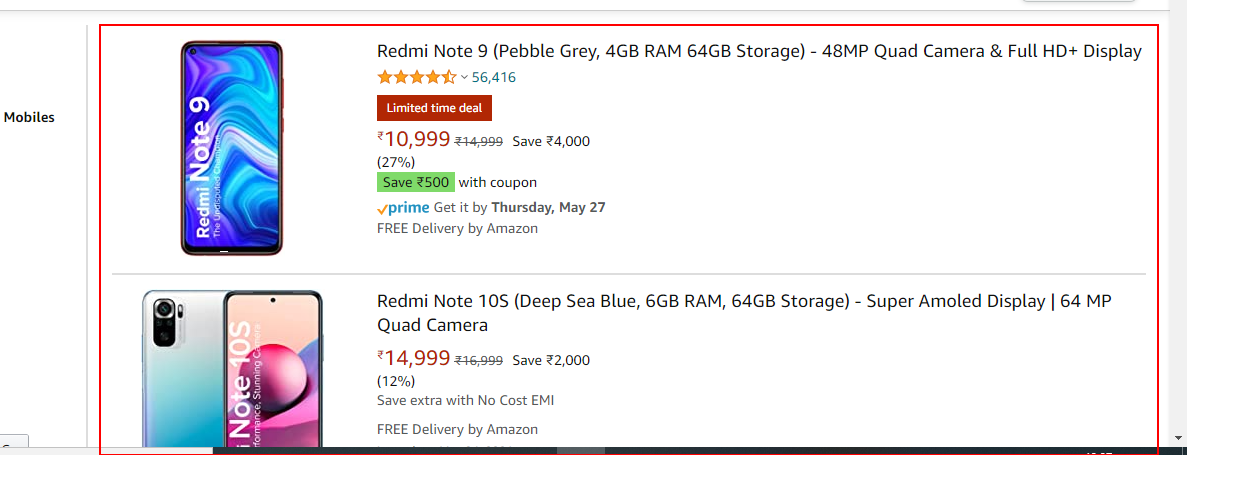 Mobiles
Redmi Note 9
The Undisputed Champion
Redmi Note 9 (Pebble Grey, 4GB RAM 64GB Storage) - 48MP Quad Camera & Full HD+ Display
56,416
Limited time deal
₹10,999 ₹14,999 Save ₹4,000
(27%)
Save ₹500 with coupon
prime Get it by Thursday, May 27
FREE Delivery by Amazon
Note 10S
Stunning Camera
Redmi Note 10S (Deep Sea Blue, 6GB RAM, 64GB Storage) - Super Amoled Display | 64 MP
Quad Camera
₹14,999 ₹16,999 Save ₹2,000
(12%)
Save extra with No Cost EMI
FREE Delivery by Amazon